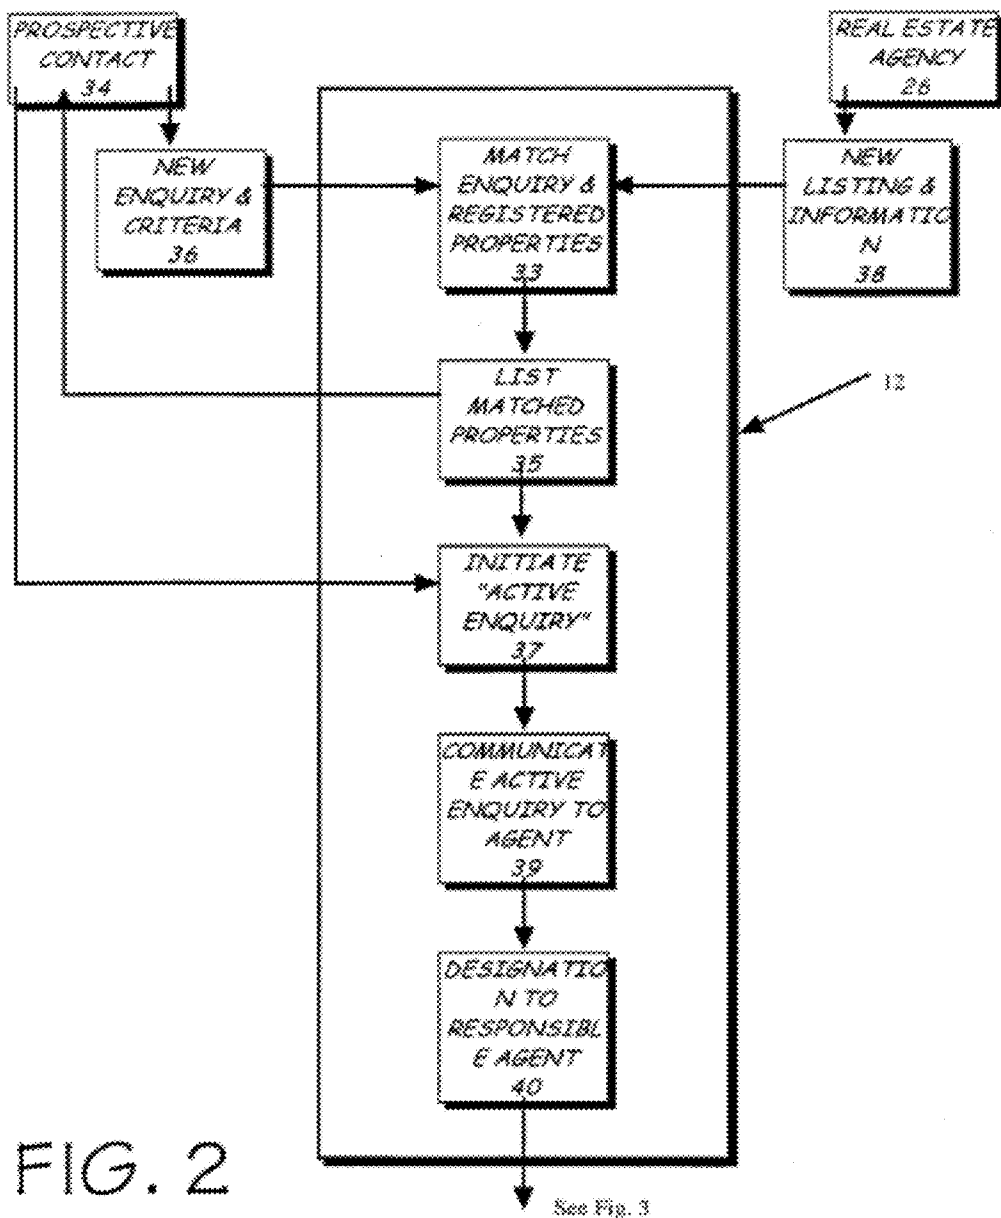 PROSPECTIVE
CONTACT
34
REAL ESTATE
AGENCY
26
NEW
ENQUIRY &
CRITERIA
36
MATCH
ENQUIRY &
REGISTERED
PROPERTIES
33
NEW
LISTING &
INFORMATIO
N
38
LIST
MATCHED
PROPERTIES
35
12
INITIATE
"ACTIVE
ENQUIRY"
37
COMMUNICAT
E ACTIVE
ENQUIRY TO
AGENT
39
DESIGNATIO
N TO
RESPONSIBL
E AGENT
40
FIG. 2
See Fig. 3